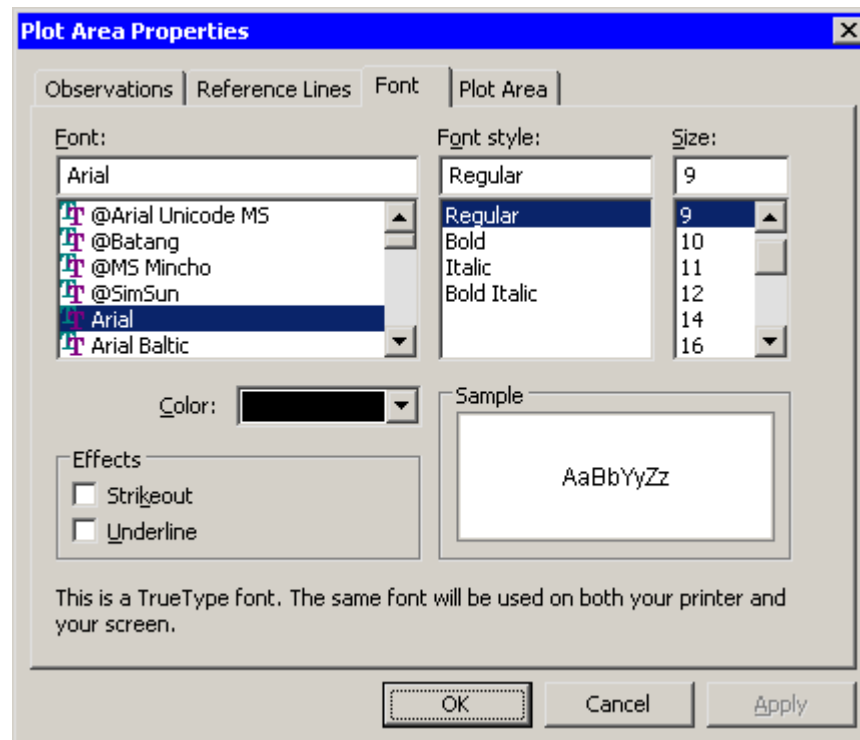 Plot Area Properties
Observations Reference Lines Font Plot Area
Font: Font style: Size:
Arial Regular 9
@Arial Unicode MS Regular 9
@Batang Bold 10
@MS Mincho Italic 11
@SimSun Bold Italic 12
Arial 14
Arial Baltic 16
Color:
Sample
AaBbYyZz
Effects
Strikeout
Underline
This is a TrueType font. The same font will be used on both your printer and
your screen.
OK Cancel Apply